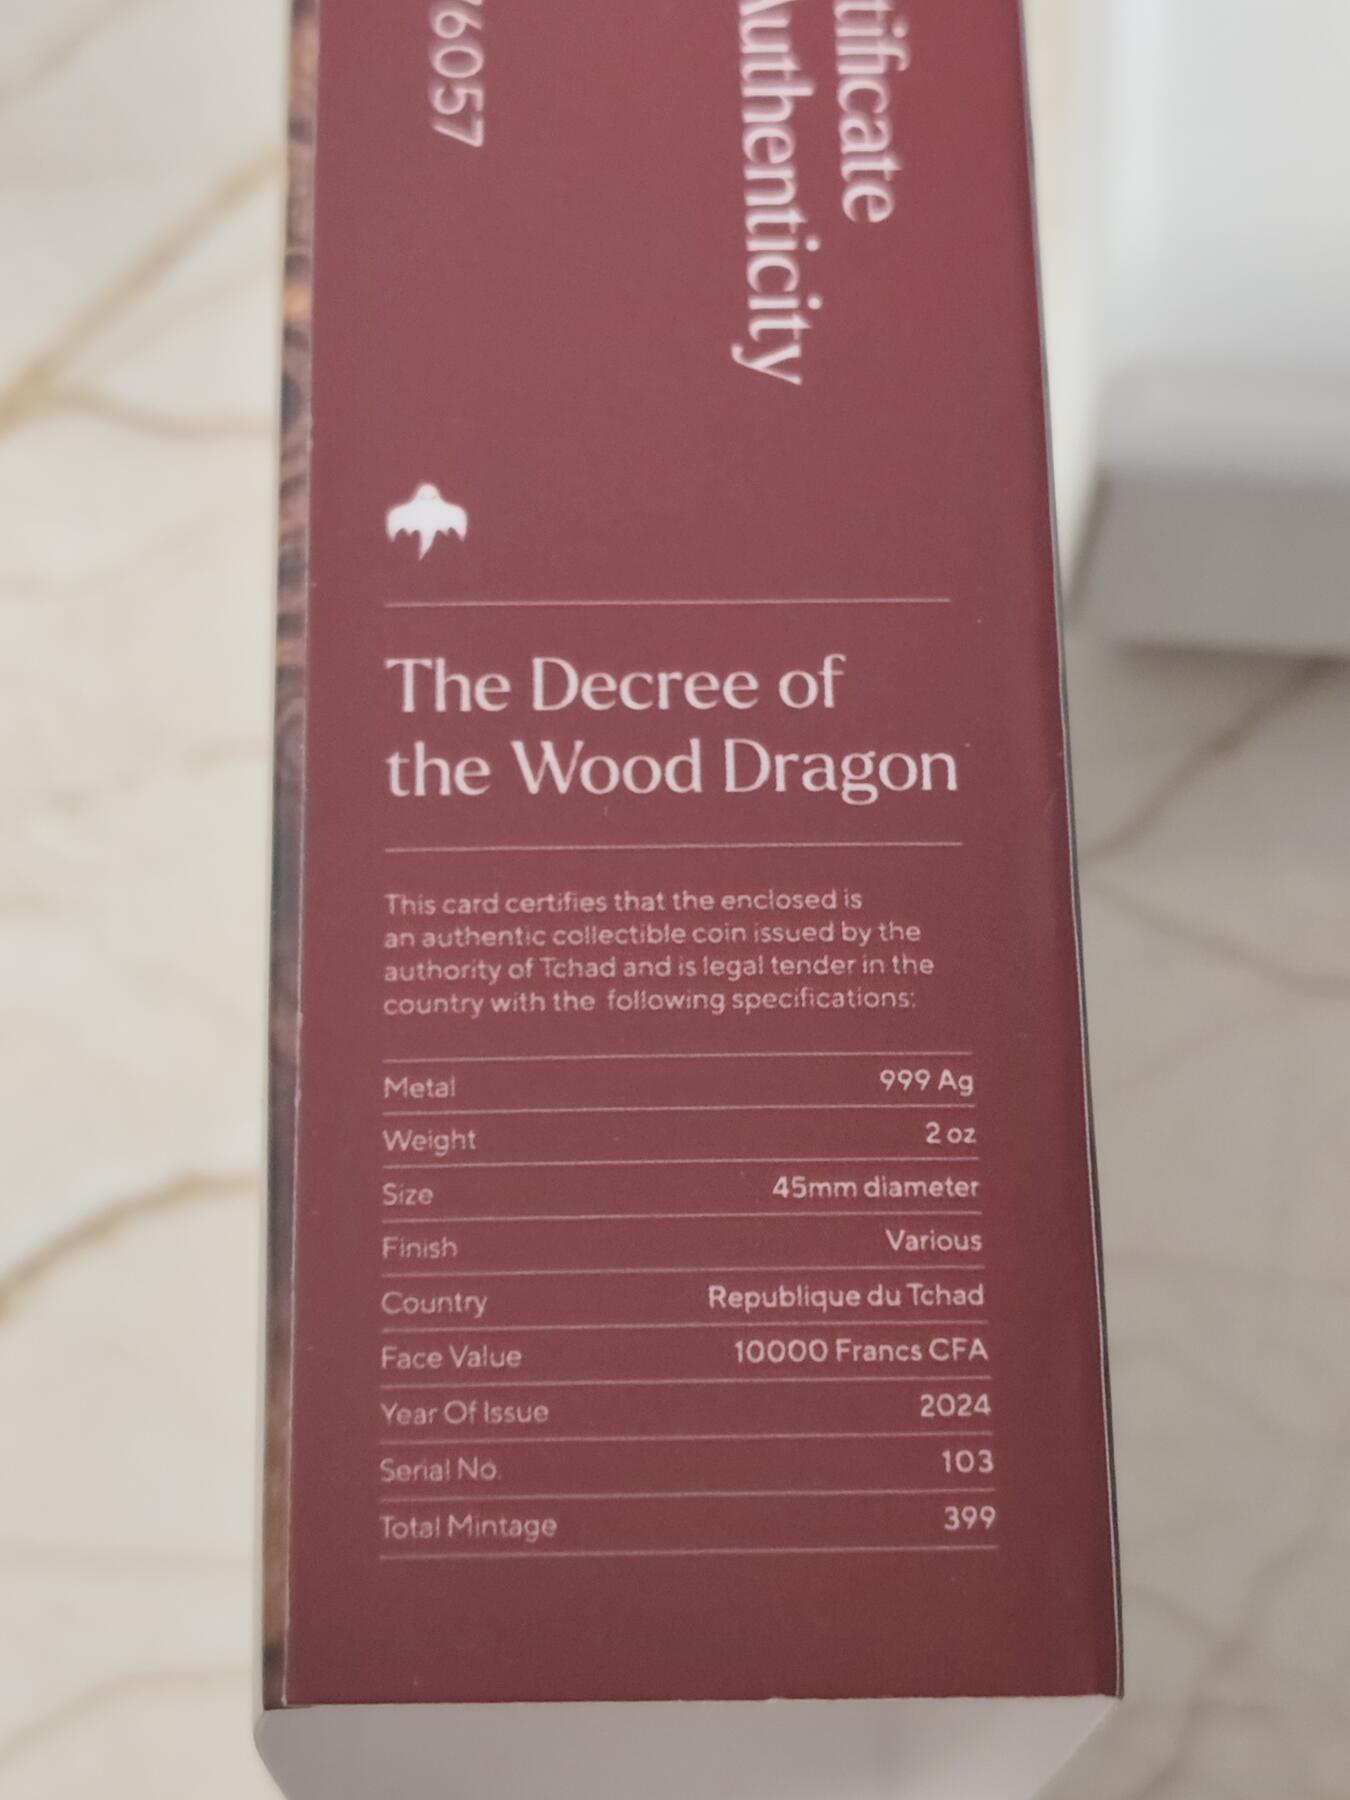 76057
The Decree of
the Wood Dragon
Authenticity
This card certifies that the enclosed is
an authentic collectible coin issued by the
authority of Tchad and is legal tender in the
country with the following specifications:
Metal 999 Ag
Weight 2 oz
Size 45mm diameter
Finish Various
Country Republique du Tchad
Face Value 10000 Francs CFA
Year Of Issue 2024
Serial No. 103
Total Mintage 399